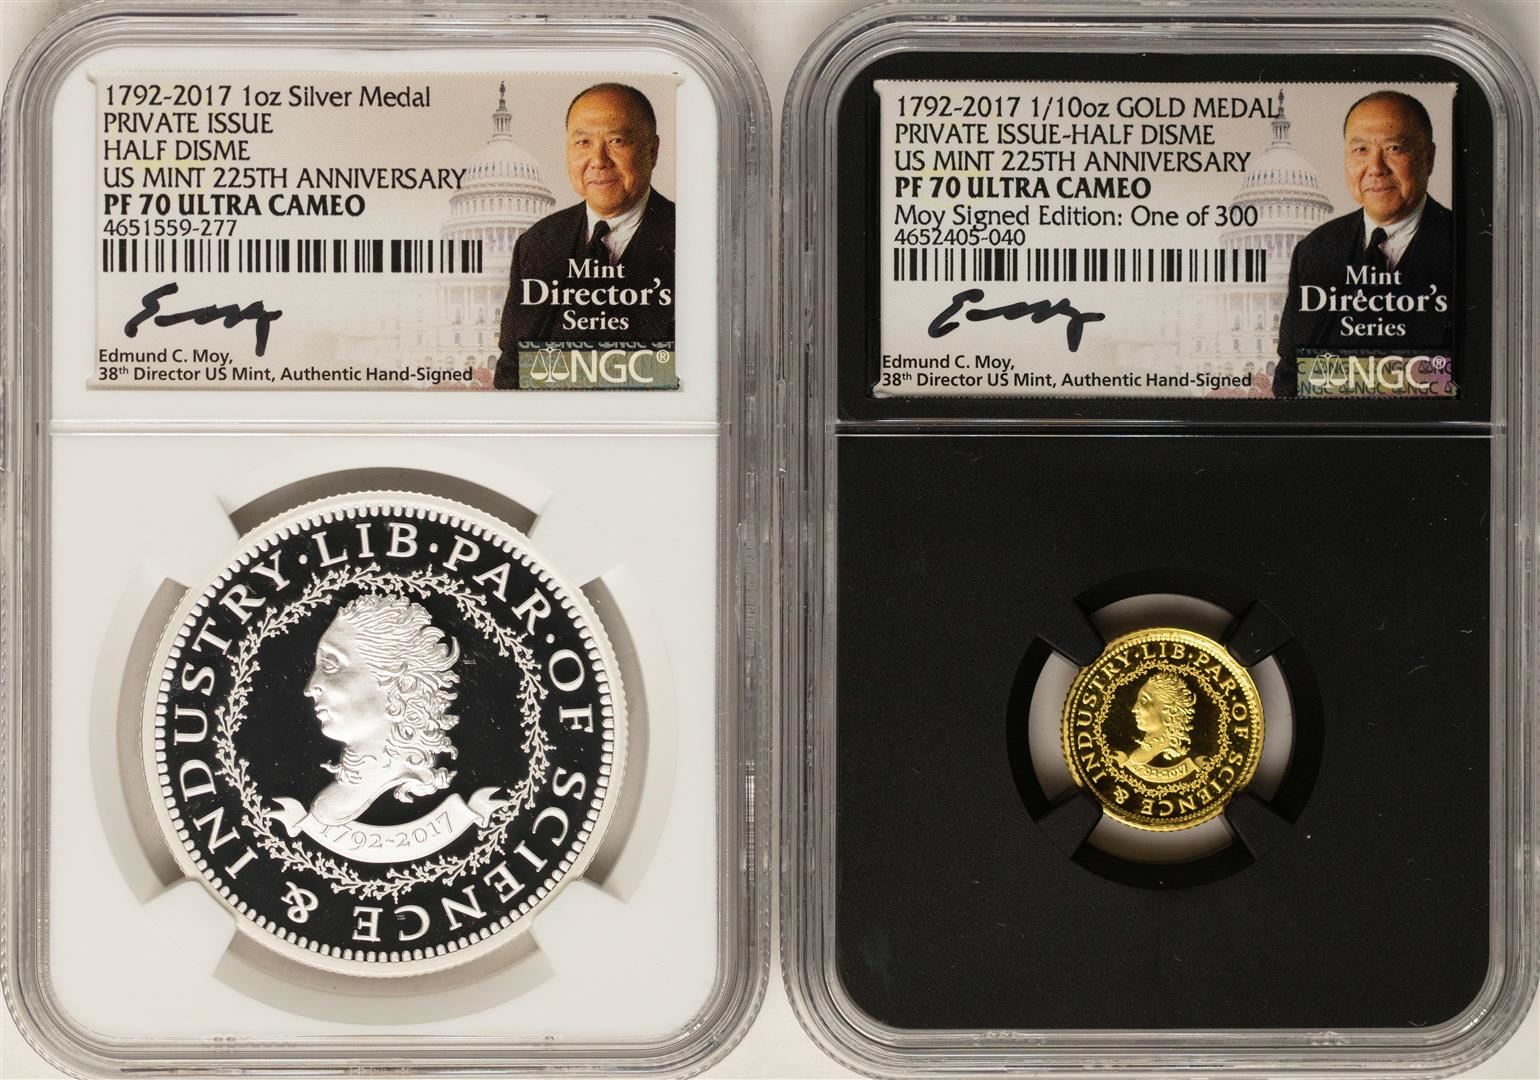 1792-2017 1oz Silver Medal
PRIVATE ISSUE
HALF DISME
US MINT 225TH ANNIVERSARY
PF 70 ULTRA CAMEO
4651559-277
Mint
Director's
Series
Edmund C. Moy,
38th Director US Mint, Authentic Hand-Signed
NGC®
INDUSTRY·LIB·PAR·OF SCIENCE &
1792-2017
1792-2017 1/10oz GOLD MEDAL
PRIVATE ISSUE-HALF DISME
US MINT 225TH ANNIVERSARY
PF 70 ULTRA CAMEO
Moy Signed Edition: One of 300
4652405-040
Mint
Director's
Series
Edmund C. Moy,
38th Director US Mint, Authentic Hand-Signed
NGC®
INDUSTRY·LIB·PAR·OF SCIENCE &
1792-2017